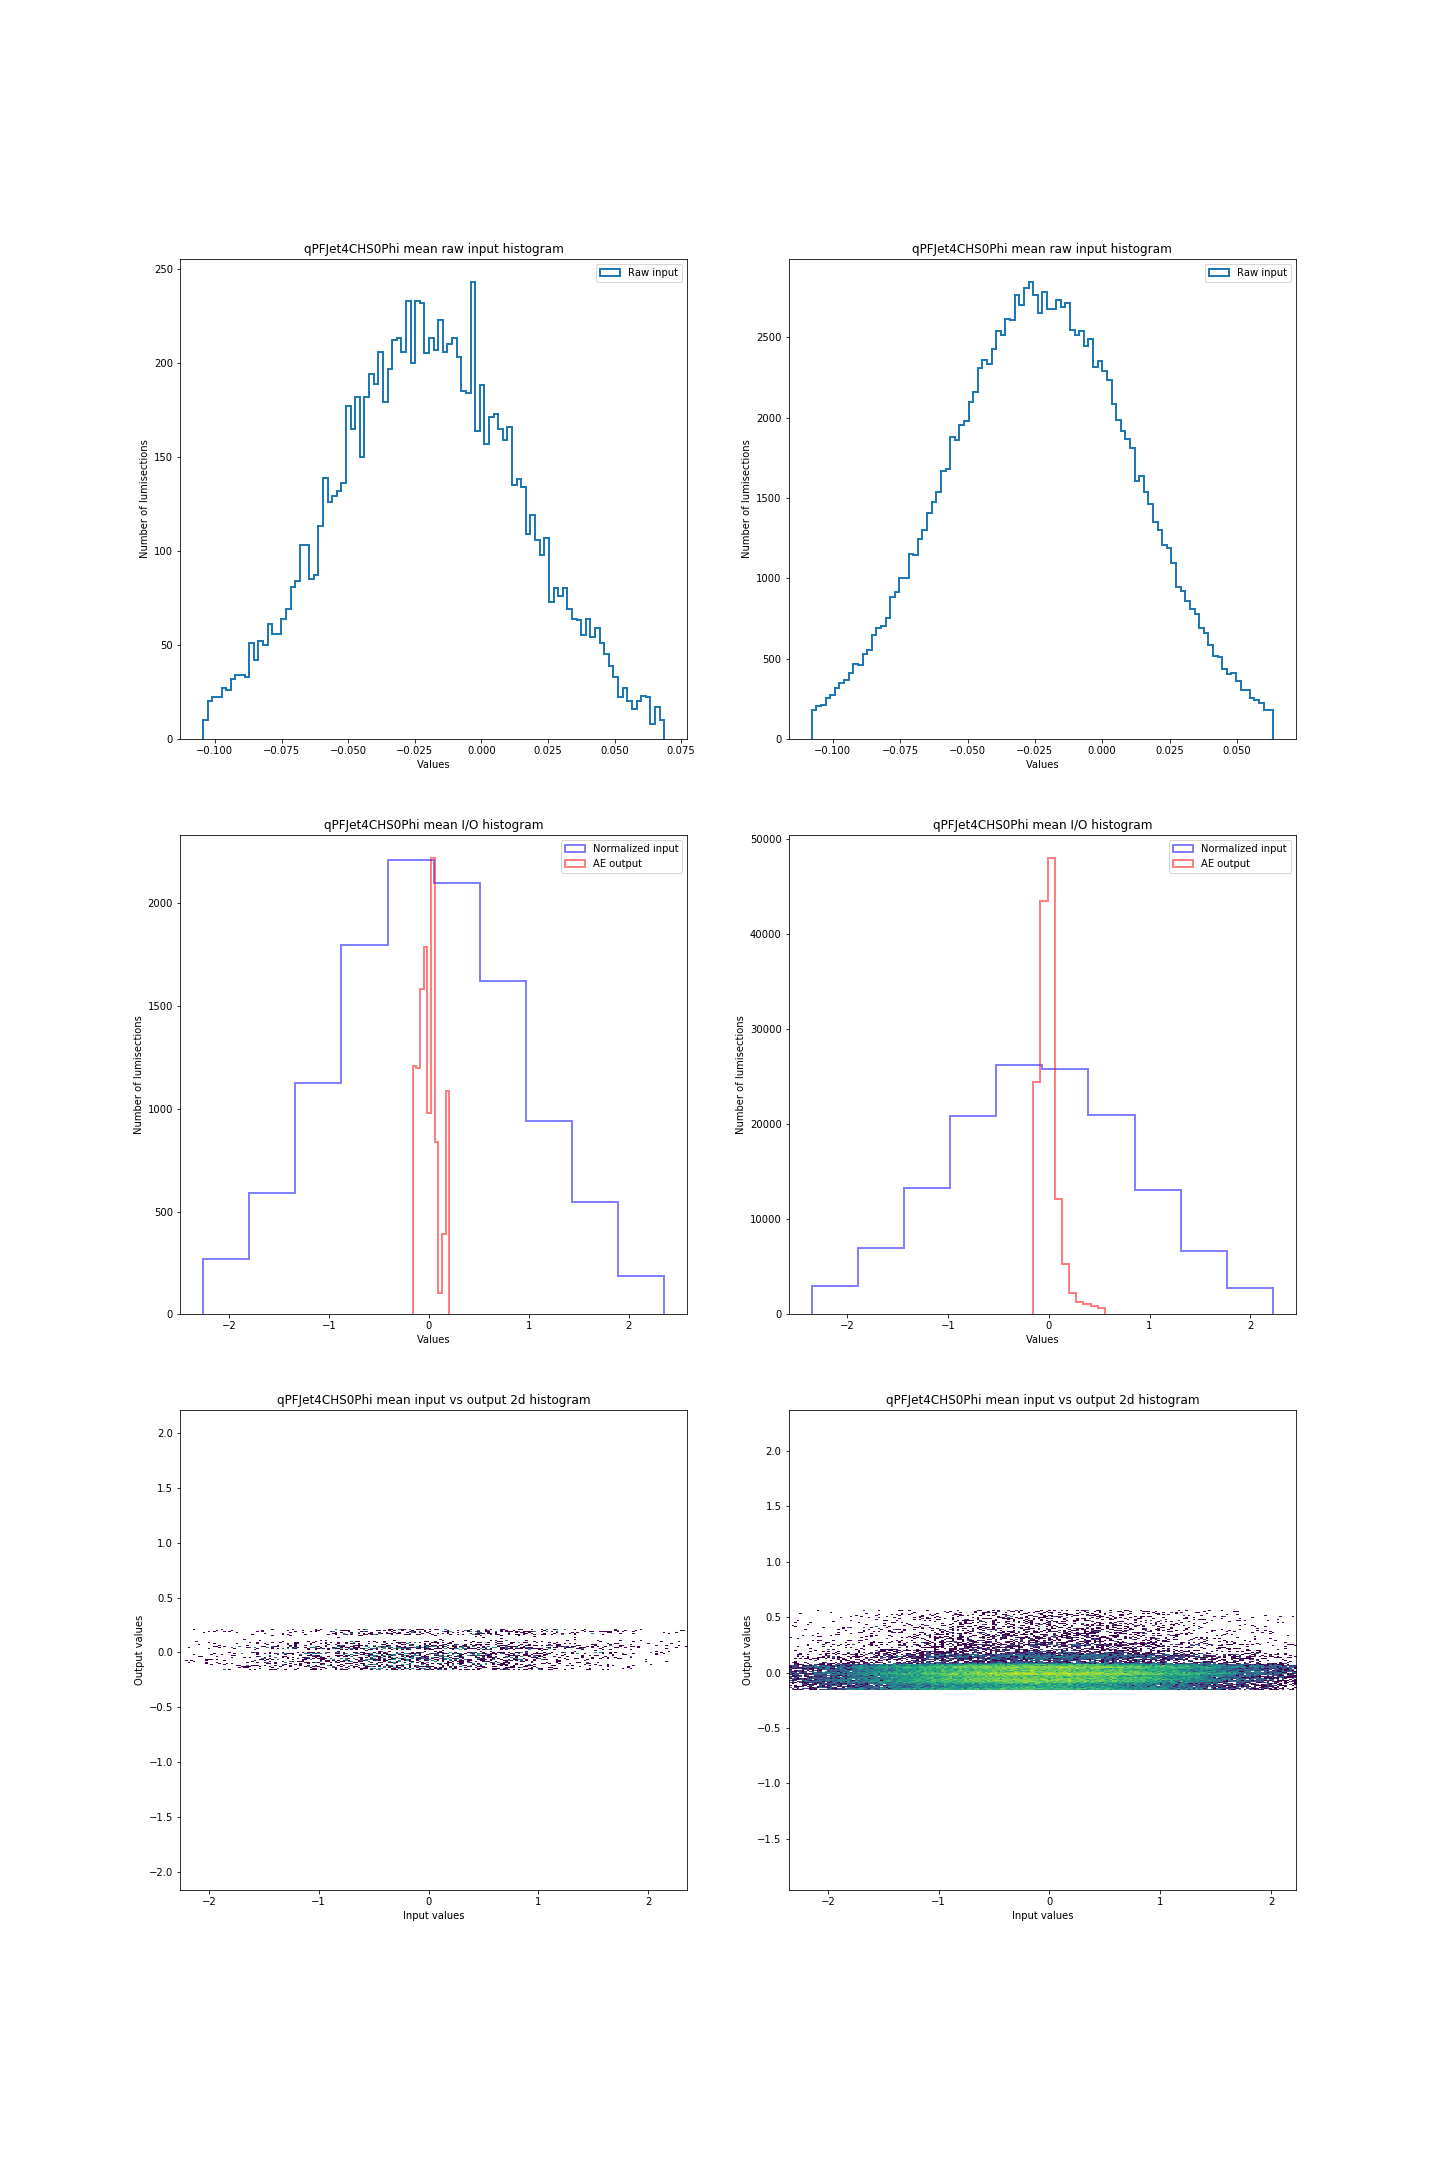 qPFJet4CHS0Phi mean raw input histogram
Raw input
250
200
150
100
50
0
Number of lumisections
−0.100 −0.075 −0.050 −0.025 0.000 0.025 0.050 0.075
Values
qPFJet4CHS0Phi mean raw input histogram
Raw input
2500
2000
1500
1000
500
0
Number of lumisections
−0.100 −0.075 −0.050 −0.025 0.000 0.025 0.050
Values
qPFJet4CHS0Phi mean I/O histogram
Normalized input
AE output
2000
1500
1000
500
0
Number of lumisections
−2 −1 0 1 2
Values
qPFJet4CHS0Phi mean I/O histogram
Normalized input
AE output
50000
40000
30000
20000
10000
0
Number of lumisections
−2 −1 0 1 2
Values
qPFJet4CHS0Phi mean input vs output 2d histogram
2.0
1.5
1.0
0.5
0.0
−0.5
−1.0
−1.5
−2.0
Output values
−2 −1 0 1 2
Input values
qPFJet4CHS0Phi mean input vs output 2d histogram
2.0
1.5
1.0
0.5
0.0
−0.5
−1.0
−1.5
Output values
−2 −1 0 1 2
Input values